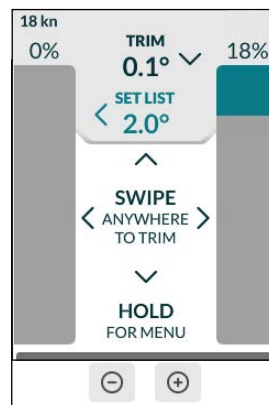 18 kn
0%
TRIM
0.1°
18%
SET LIST
2.0°
SWIPE
ANYWHERE
TO TRIM
HOLD
FOR MENU